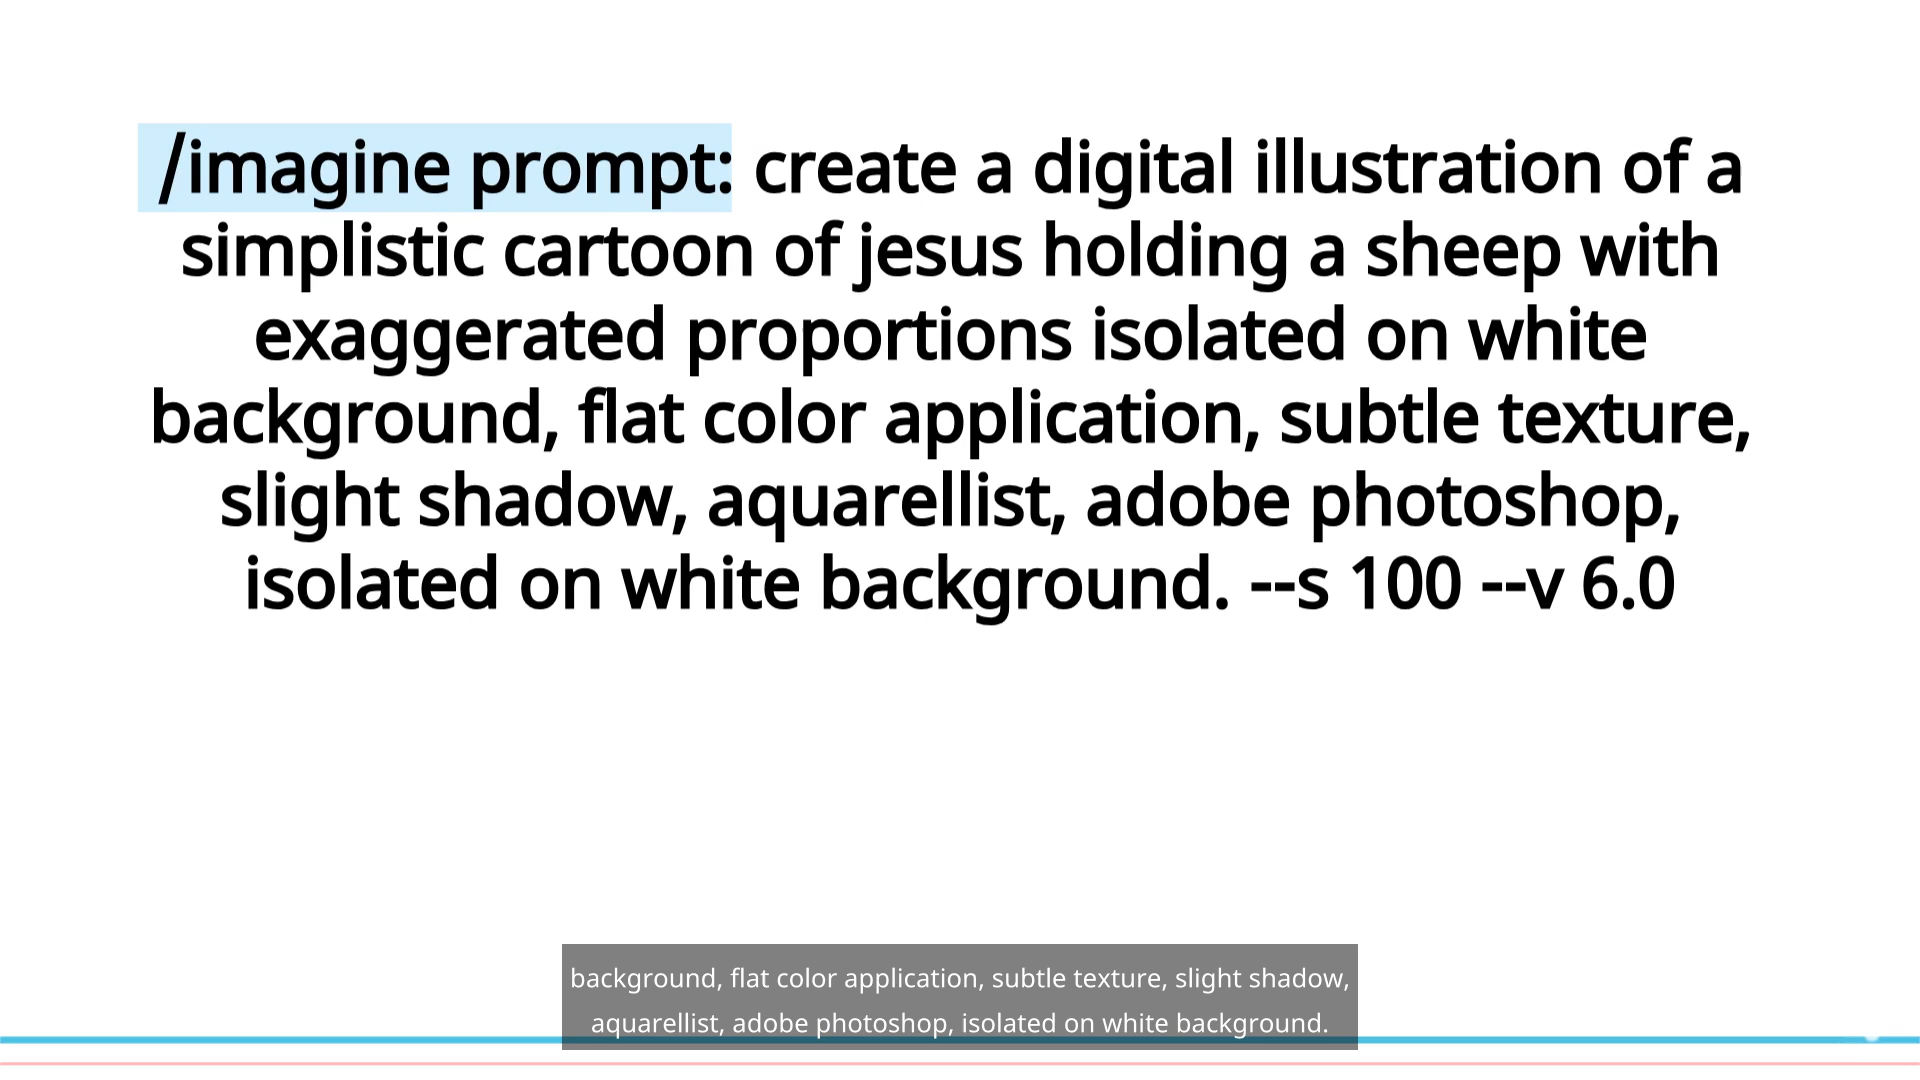 /imagine prompt: create a digital illustration of a
simplistic cartoon of jesus holding a sheep with
exaggerated proportions isolated on white
background, flat color application, subtle texture,
slight shadow, aquarellist, adobe photoshop,
isolated on white background. --s 100 --v 6.0
background, flat color application, subtle texture, slight shadow,
aquarellist, adobe photoshop, isolated on white background.